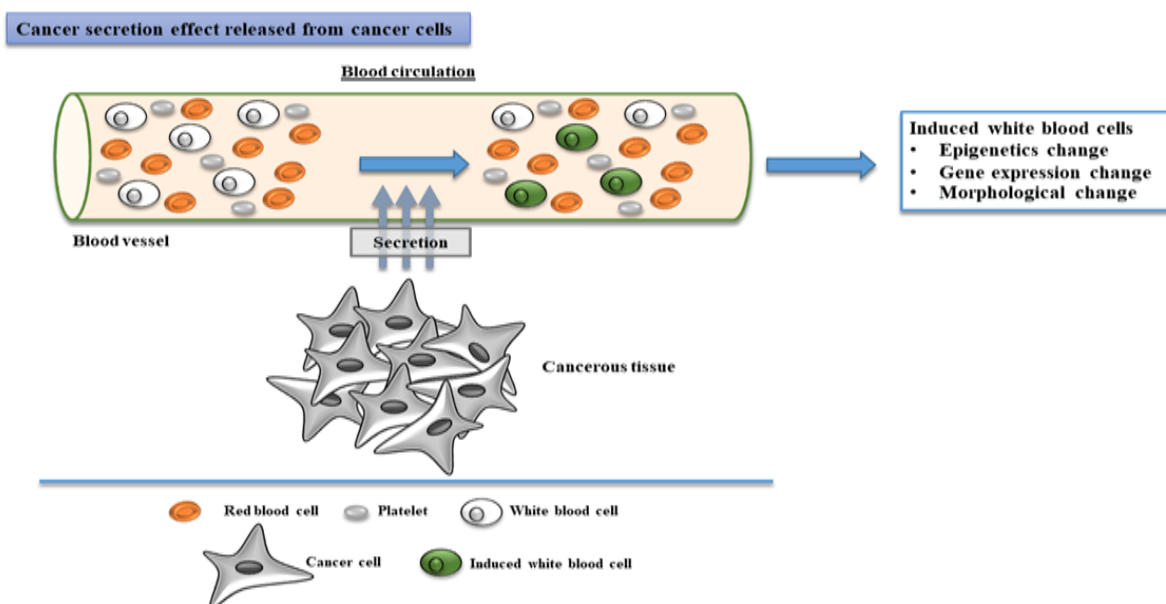 Cancer secretion effect released from cancer cells
Blood circulation
Induced white blood cells
• Epigenetics change
• Gene expression change
• Morphological change
Blood vessel
Secretion
Cancerous tissue
Red blood cell
Platelet
White blood cell
Cancer cell
Induced white blood cell